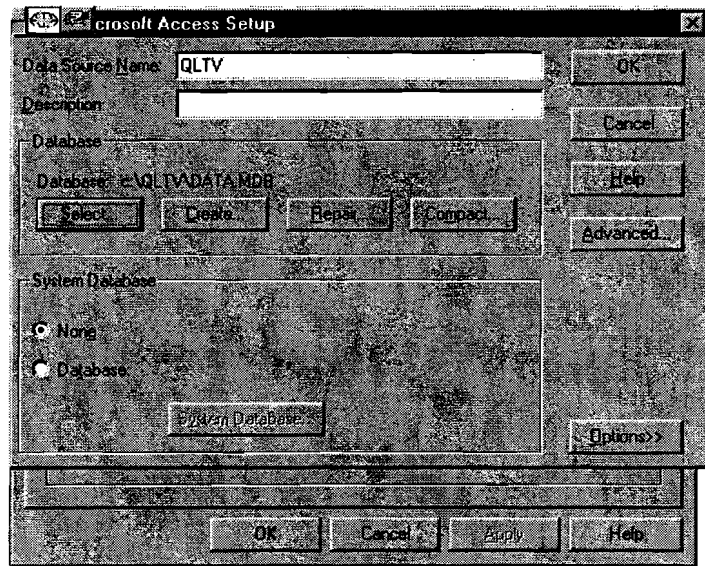 crosoft Access Setup
Data Source Name: QLTV
OK
Description:
Cancel
Database
Database: c:\QLTV\DATA.MDB
Help
Select... Create... Repair... Compact...
Advanced...
System Database
None
Database:
System Database...
Options>>
OK Cancel Apply Help